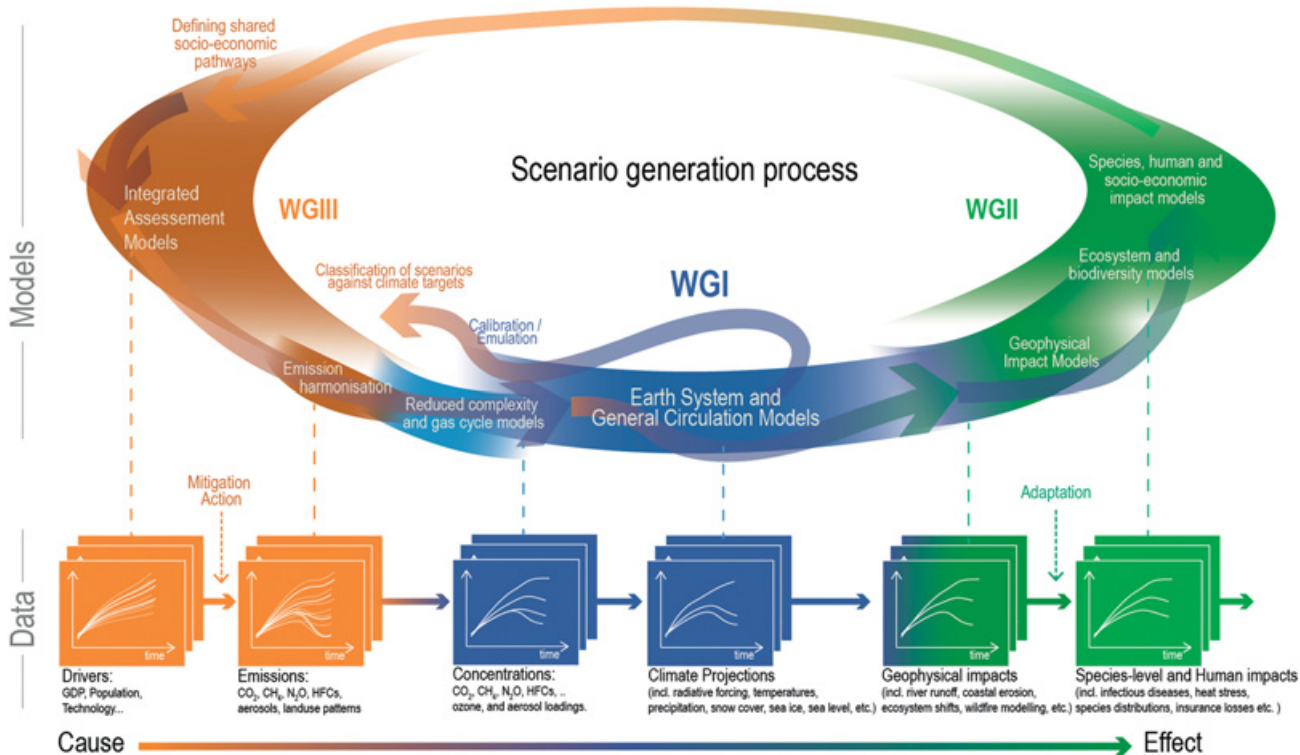 Defining shared
socio-economic
pathways
Models
Scenario generation process
Integrated
Assessement
Models
WGIII
WGII
Species, human and
socio-economic
impact models
Classification of scenarios
against climate targets
WGI
Ecosystem and
biodiversity models
Calibration /
Emulation
Geophysical
Impact Models
Emission
harmonisation
Reduced complexity
and gas cycle models
Earth System and
General Circulation Models
Mitigation
Action
Adaptation
Data
time
time
time
time
time
time
Drivers:
GDP, Population,
Technology...
Emissions:
CO₂, CH₄, N₂O, HFCs,
aerosols, landuse patterns
Concentrations:
CO₂, CH₄, N₂O, HFCs, ..
ozone, and aerosol loadings.
Climate Projections
(incl. radiative forcing, temperatures,
precipitation, snow cover, sea ice, sea level, etc.)
Geophysical impacts
(incl. river runoff, coastal erosion,
ecosystem shifts, wildfire modelling, etc.)
Species-level and Human impacts
(incl. infectious diseases, heat stress,
species distributions, insurance losses etc. )
Cause
Effect